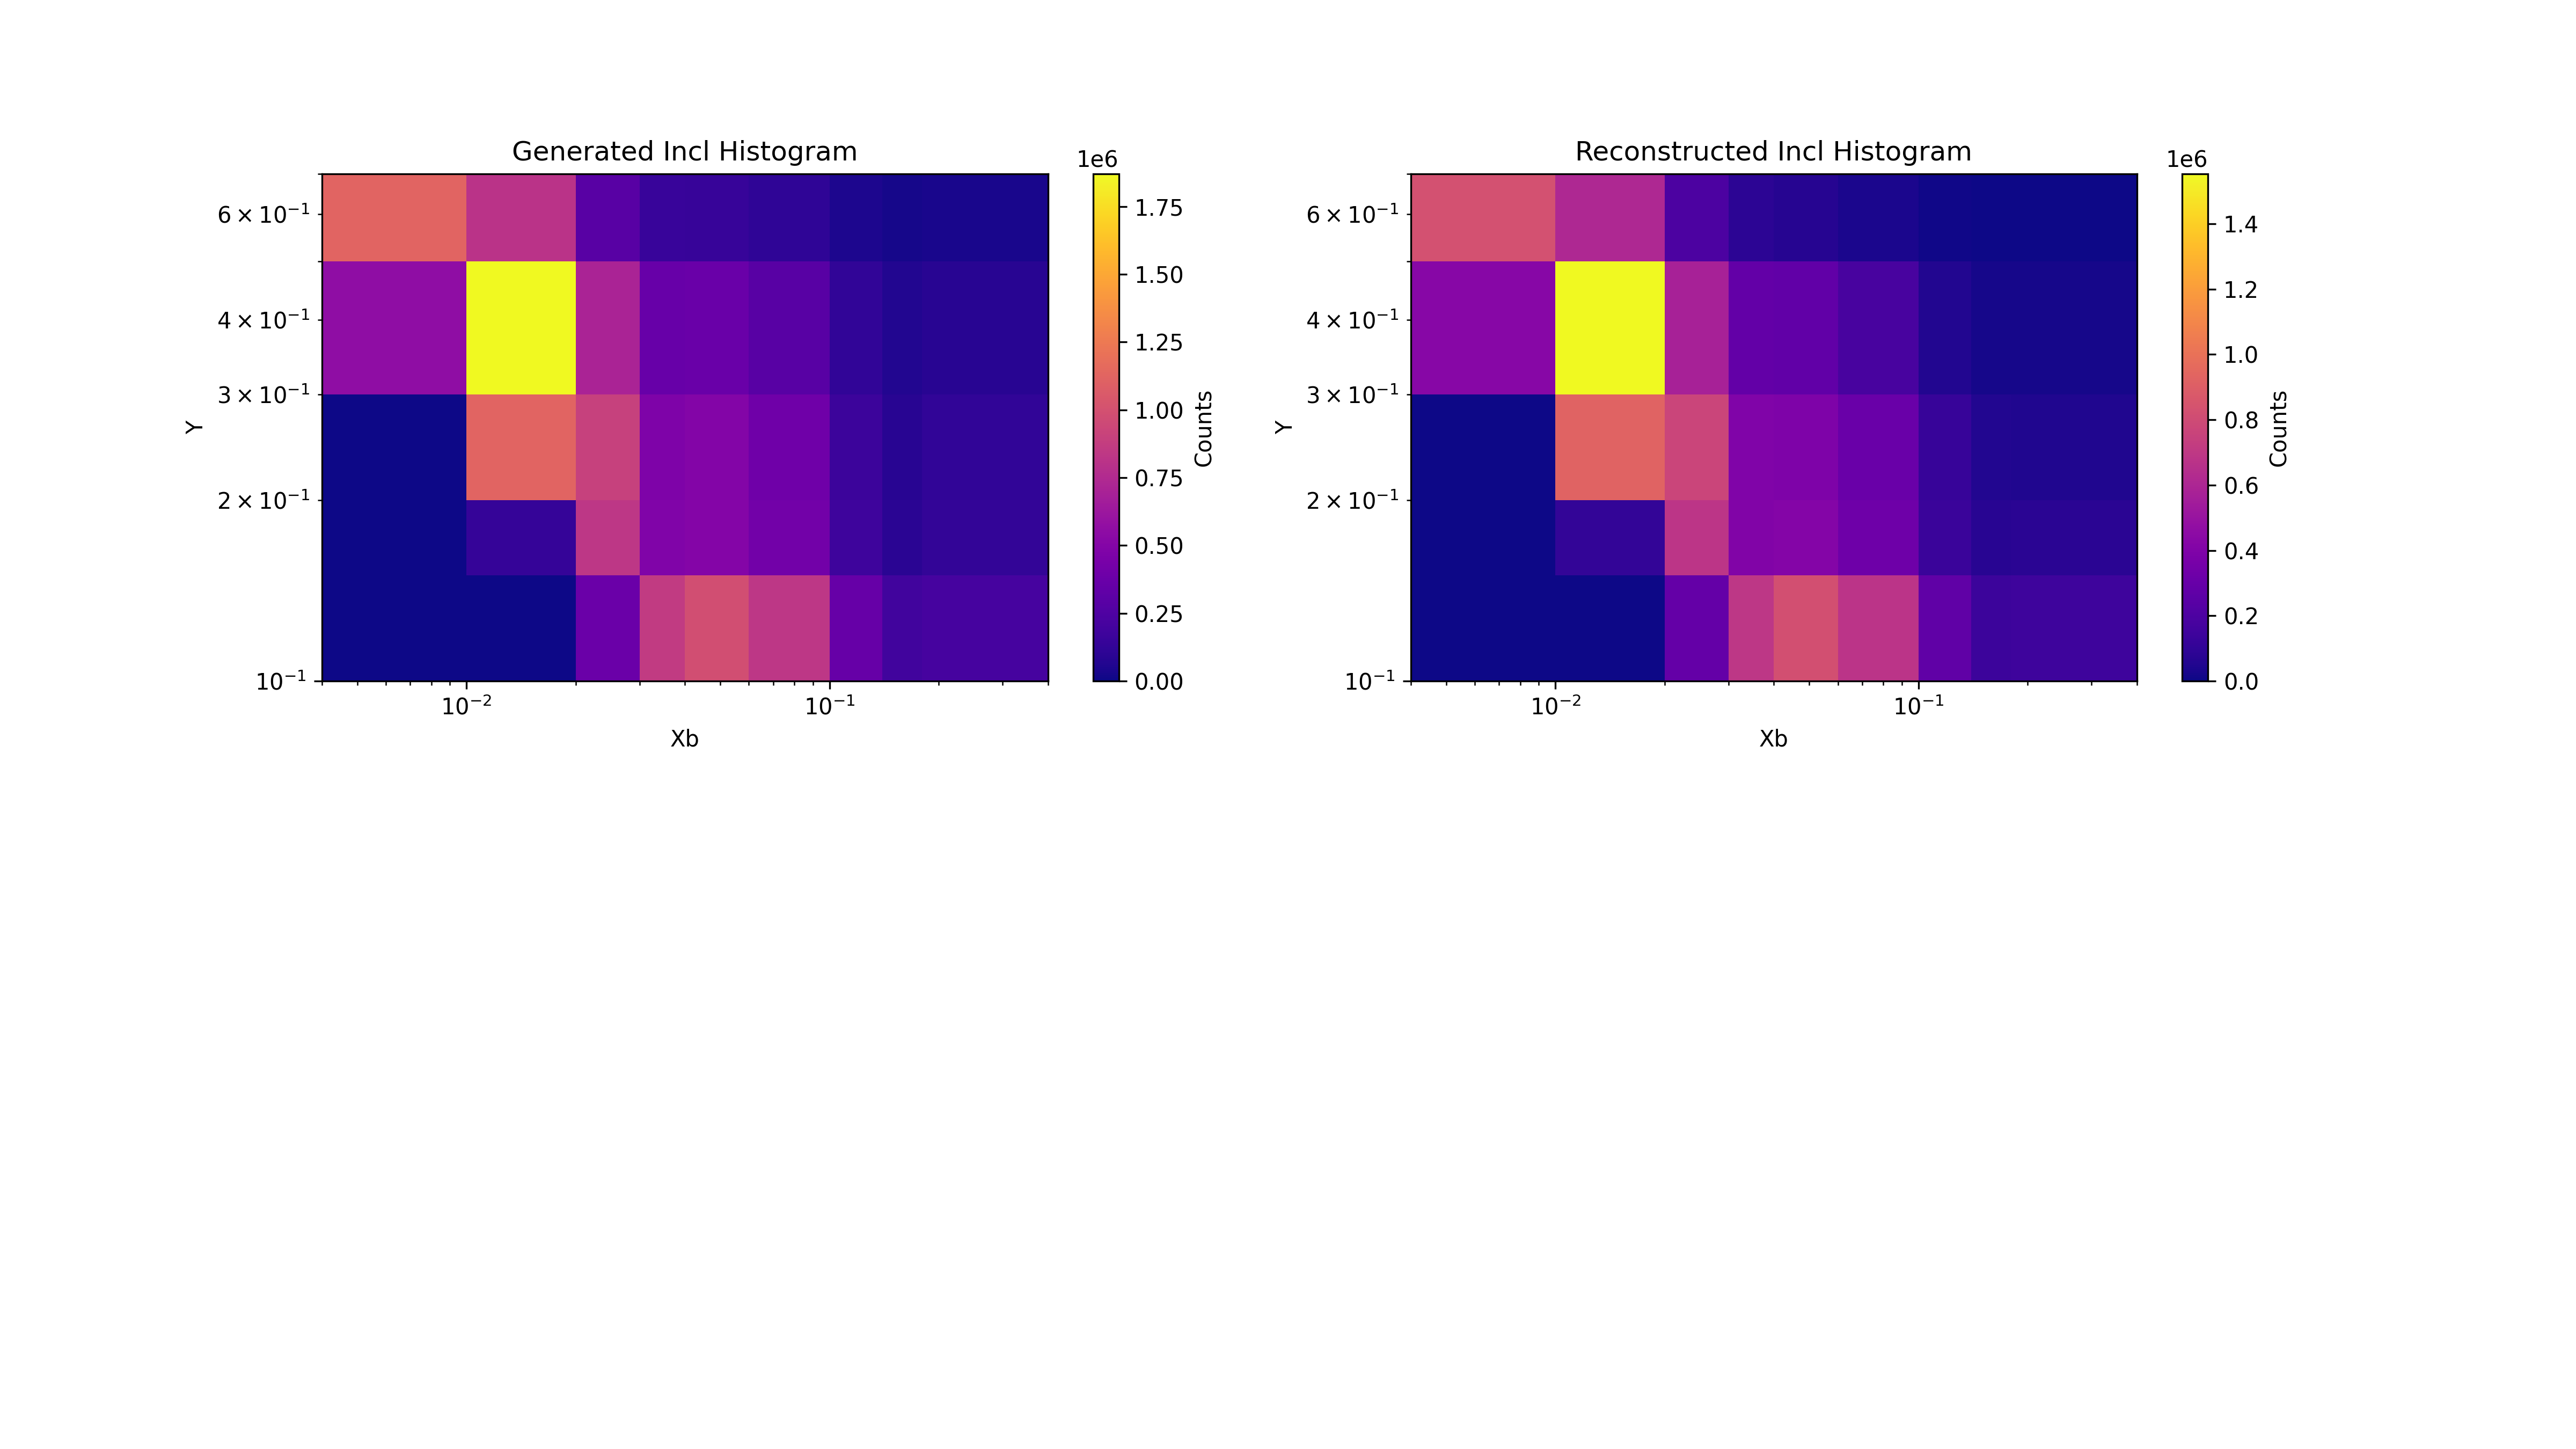 Generated Incl Histogram
1e6
6 × 10⁻¹
4 × 10⁻¹
3 × 10⁻¹
2 × 10⁻¹
10⁻¹
Y
10⁻² 10⁻¹
Xb
1.75
1.50
1.25
1.00
0.75
0.50
0.25
0.00
Counts
Reconstructed Incl Histogram
1e6
6 × 10⁻¹
4 × 10⁻¹
3 × 10⁻¹
2 × 10⁻¹
10⁻¹
Y
10⁻² 10⁻¹
Xb
1.4
1.2
1.0
0.8
0.6
0.4
0.2
0.0
Counts